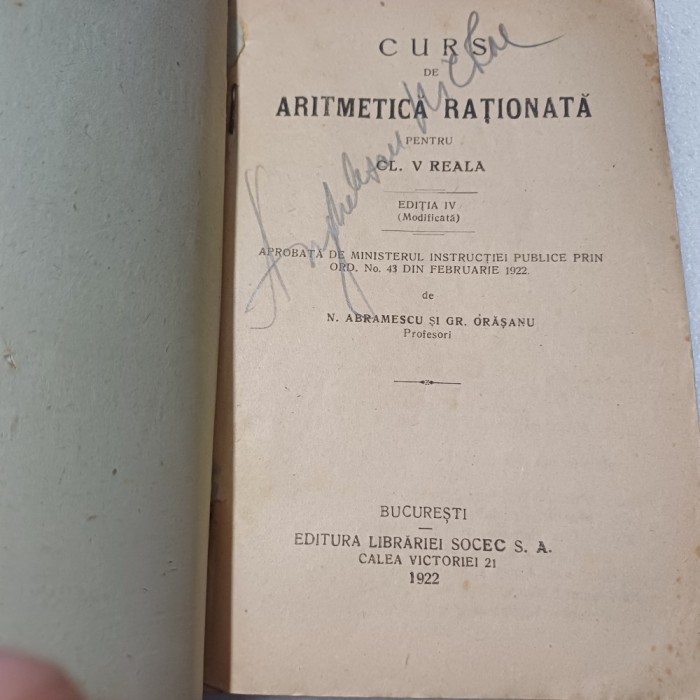 CURS
DE
ARITMETICĂ RAȚIONATĂ
PENTRU
CL. V REALA
EDIȚIA IV
(Modificată)
APROBATĂ DE MINISTERUL INSTRUCȚIEI PUBLICE PRIN
ORD. No. 43 DIN FEBRUARIE 1922.
de
N. ABRAMESCU ȘI GR. ORĂȘANU
Profesori
BUCUREȘTI
EDITURA LIBRĂRIEI SOCEC S. A.
CALEA VICTORIEI 21
1922